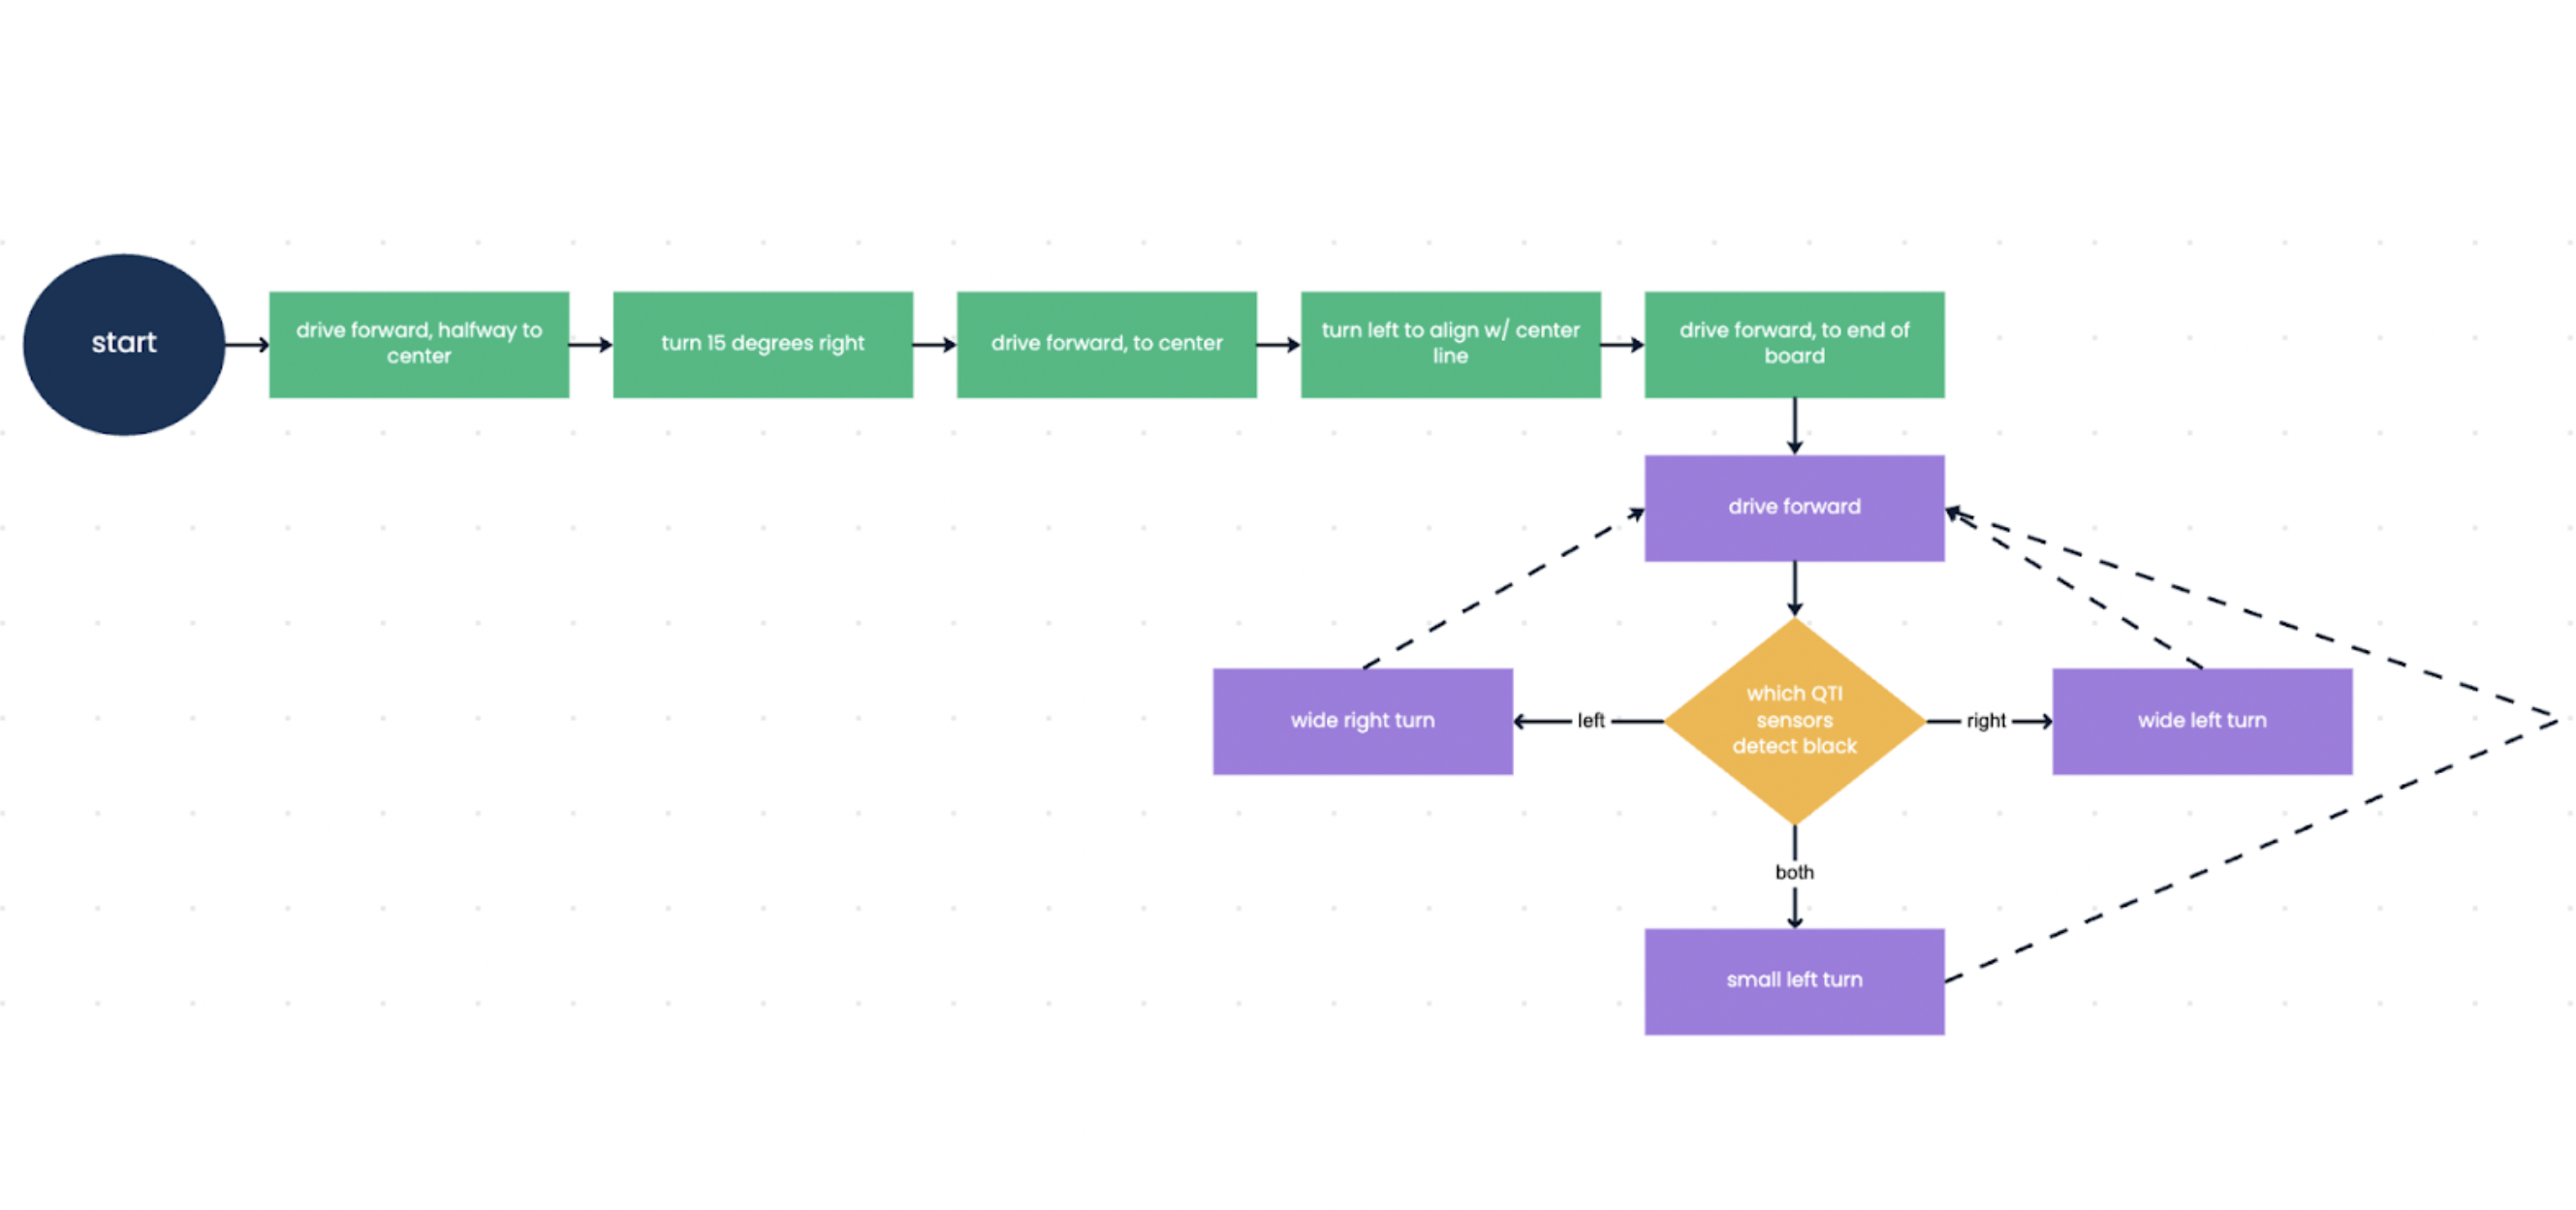 start
drive forward, halfway to
center
turn 15 degrees right
drive forward, to center
turn left to align w/ center
line
drive forward, to end of
board
drive forward
wide right turn
left
which QTI
sensors
detect black
right
wide left turn
both
small left turn